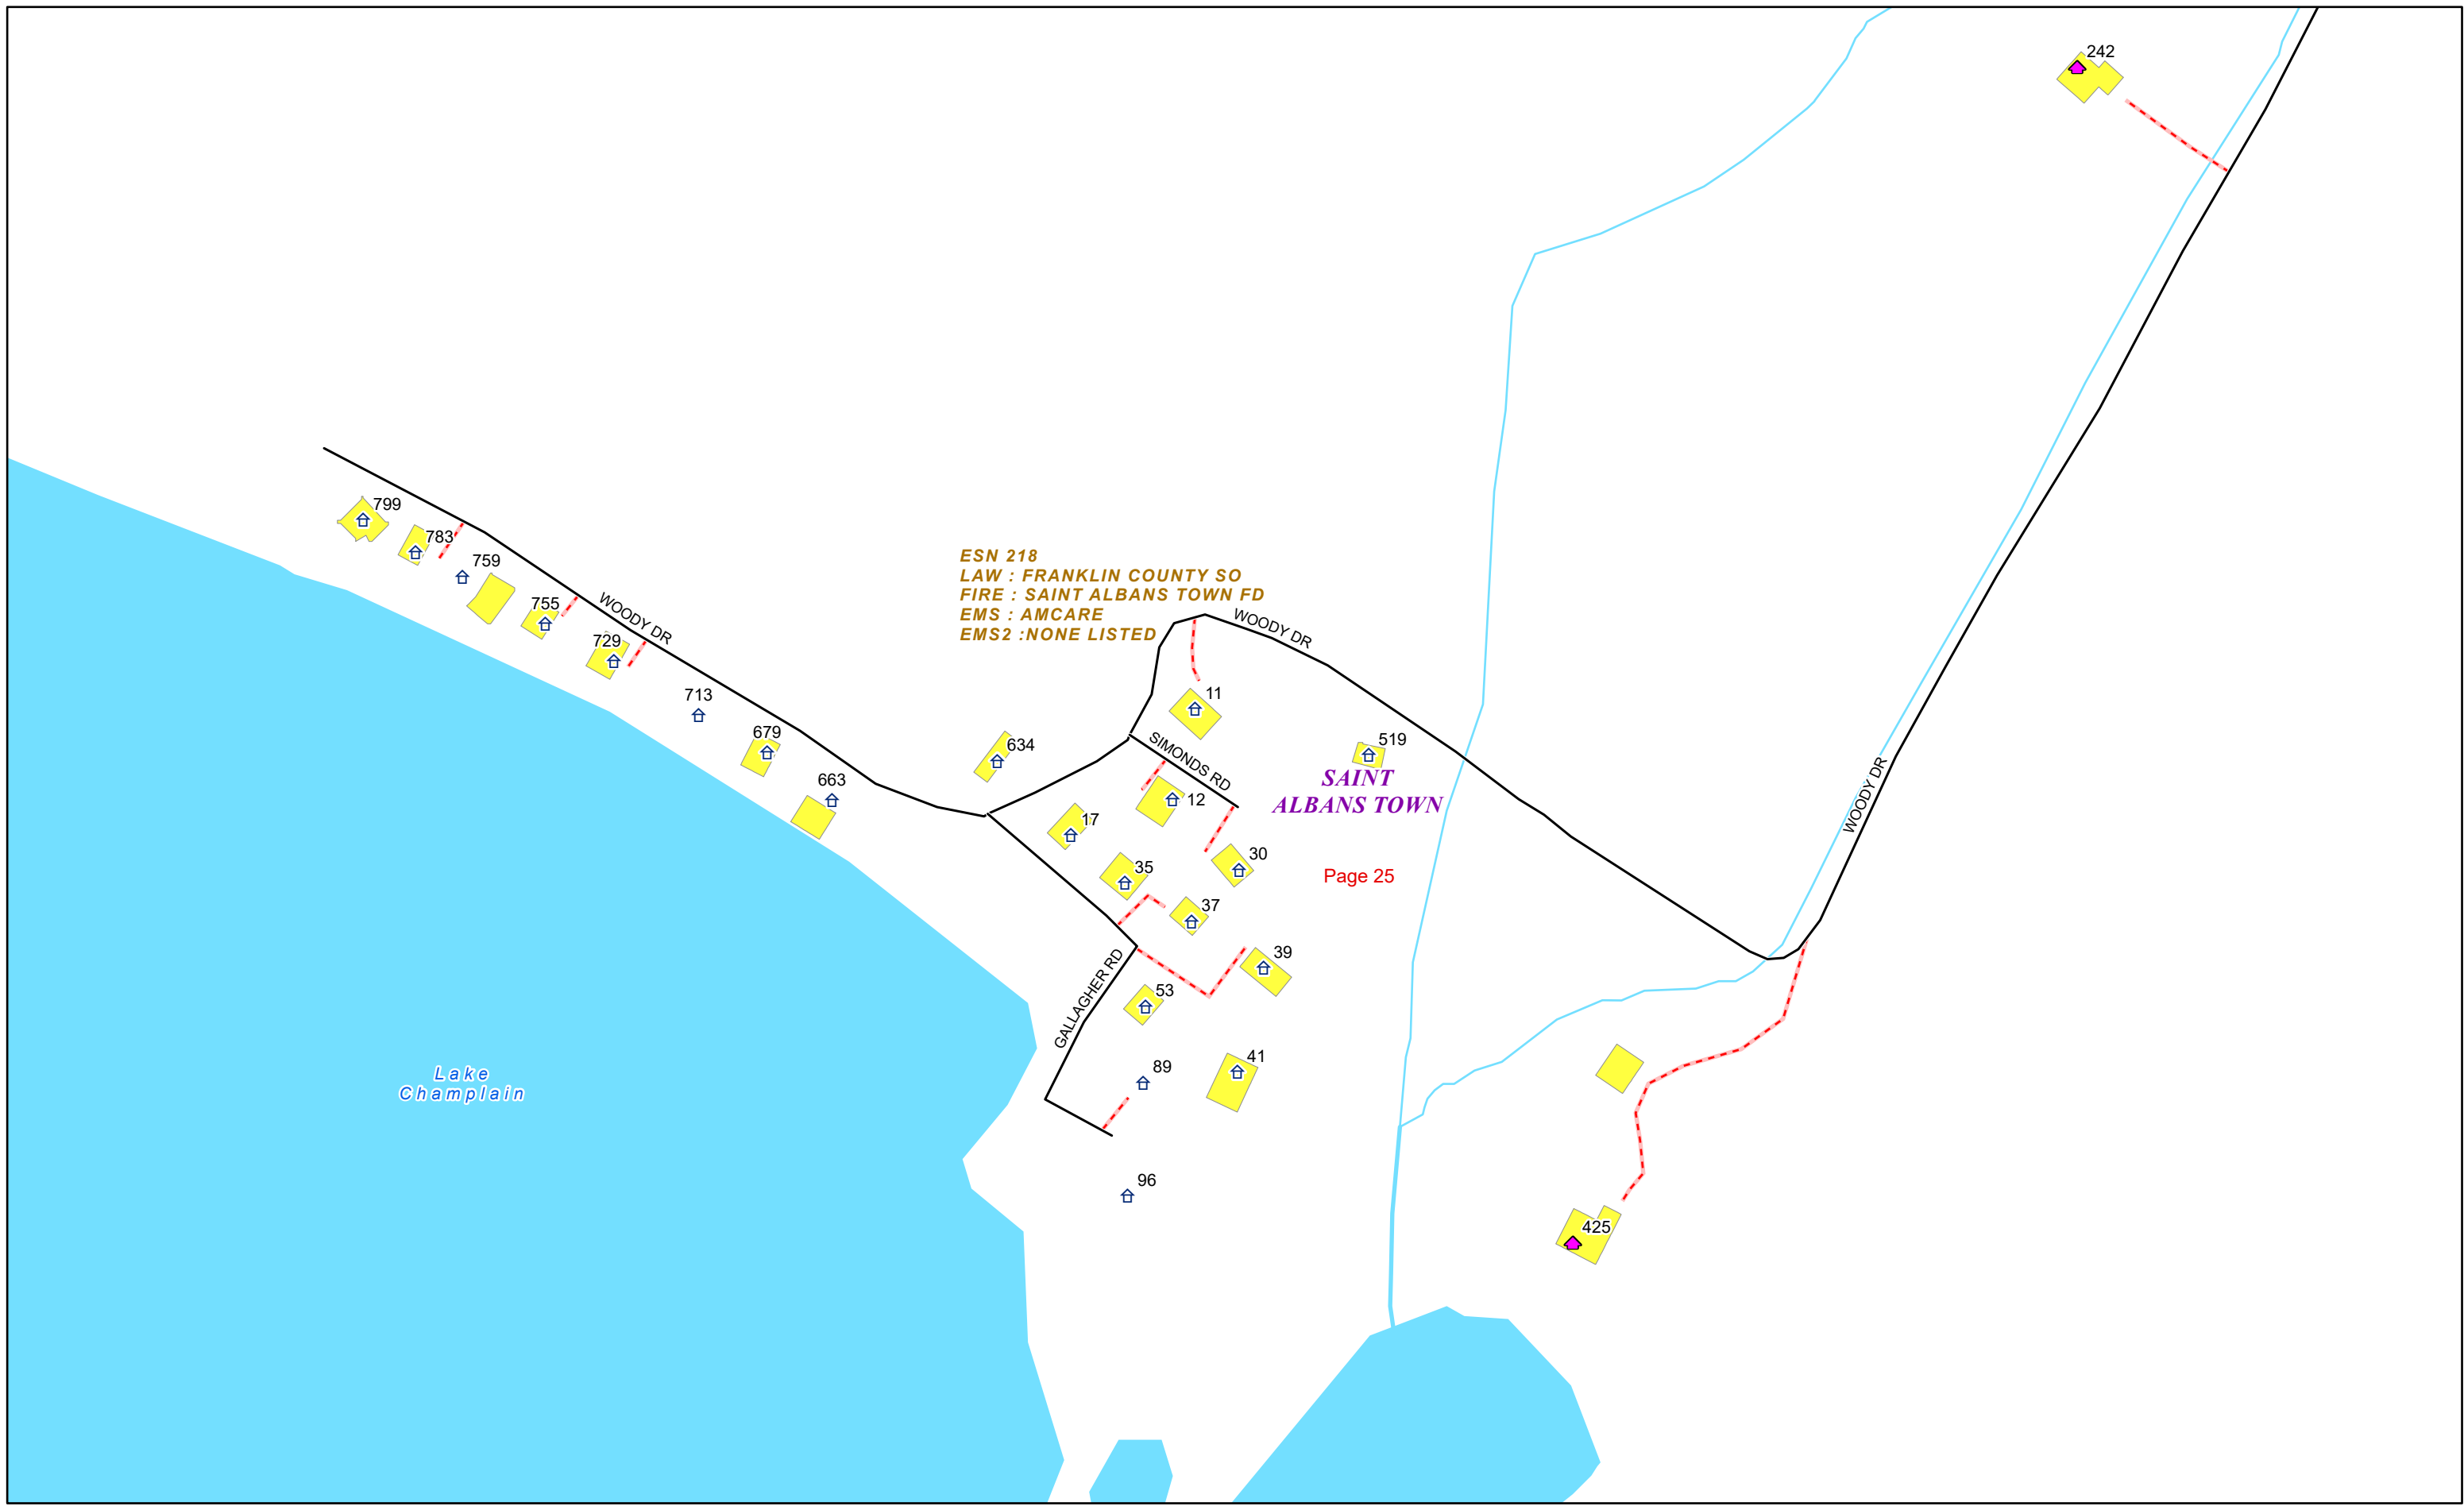 242
799
783
759
755
729
WOODY DR
713
679
663
ESN 218
LAW : FRANKLIN COUNTY SO
FIRE : SAINT ALBANS TOWN FD
EMS : AMCARE
EMS2 :NONE LISTED
WOODY DR
11
634
SIMONDS RD
519
SAINT
ALBANS TOWN
12
17
WOODY DR
35
30
Page 25
37
39
GALLAGHER RD
53
41
89
Lake
Champlain
96
425